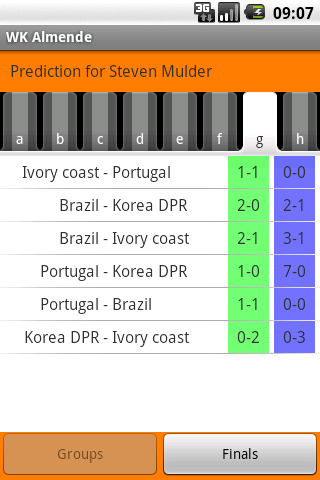 3G 09:07
WK Almende
Prediction for Steven Mulder
a b c d e f g h
Ivory coast - Portugal 1-1 0-0
Brazil - Korea DPR 2-0 2-1
Brazil - Ivory coast 2-1 3-1
Portugal - Korea DPR 1-0 7-0
Portugal - Brazil 1-1 0-0
Korea DPR - Ivory coast 0-2 0-3
Groups Finals